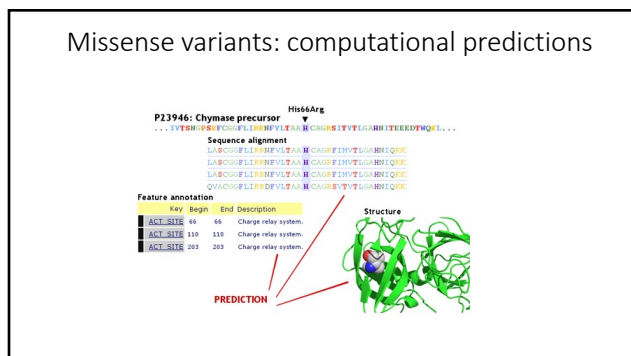 Missense variants: computational predictions
His66Arg
P23946: Chymase precursor
...IVTSNGPSKFCGGFLIRRNFVLTAAHCAGRSITVTLGAHNITEEEDTWQKL...
Sequence alignment
LASCGGFLIRRNFVLTAAHCAGRFIMVTLGAHNIQKE
LASCGGFLIRRNFVLTAAHCAGRFIMVTLGAHNIQKE
LASCGGFLIRRNFVLTAAHCAGRFIMVTLGAHNIQKK
QVACGGFLIRRDFVLTAAHCAGRSVTVTLGAHNIQKK
Feature annotation
Key Begin End Description
ACT_SITE 66 66 Charge relay system.
ACT_SITE 110 110 Charge relay system.
ACT_SITE 203 203 Charge relay system.
Structure
PREDICTION